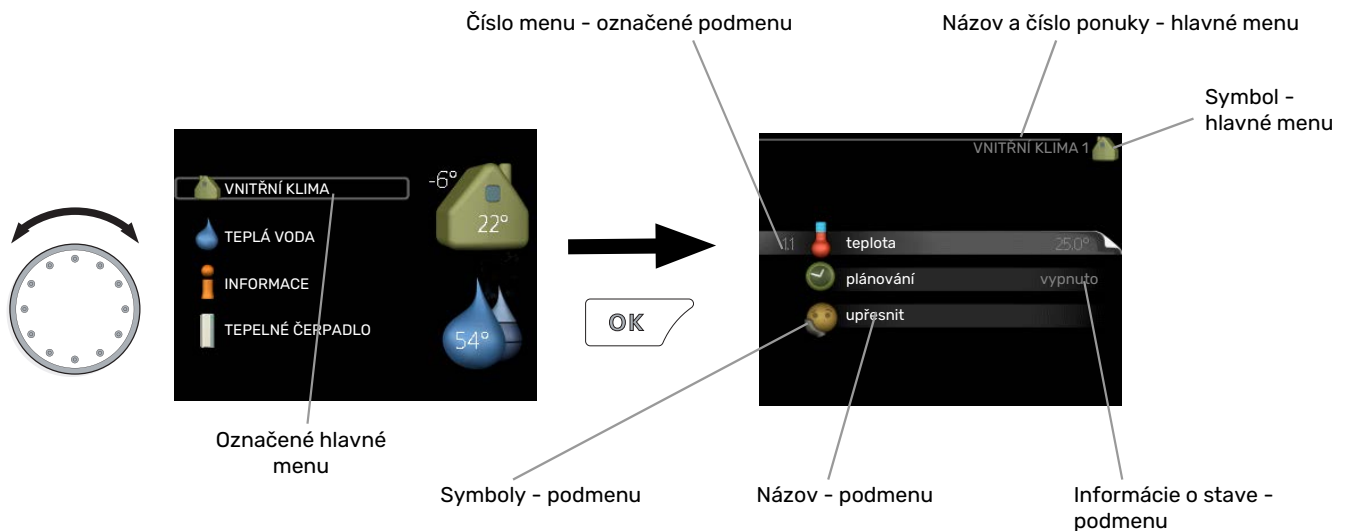 Číslo menu - označené podmenu
Názov a číslo ponuky - hlavné menu
Symbol -
hlavné menu
VNITŘNÍ KLIMA
-6°
22°
TEPLÁ VODA
INFORMACE
TEPELNÉ ČERPADLO
54°
OK
VNITŘNÍ KLIMA 1
1.1
teplota
25.0°
plánování
vypnuto
upřesnit
Označené hlavné
menu
Symboly - podmenu
Názov - podmenu
Informácie o stave -
podmenu